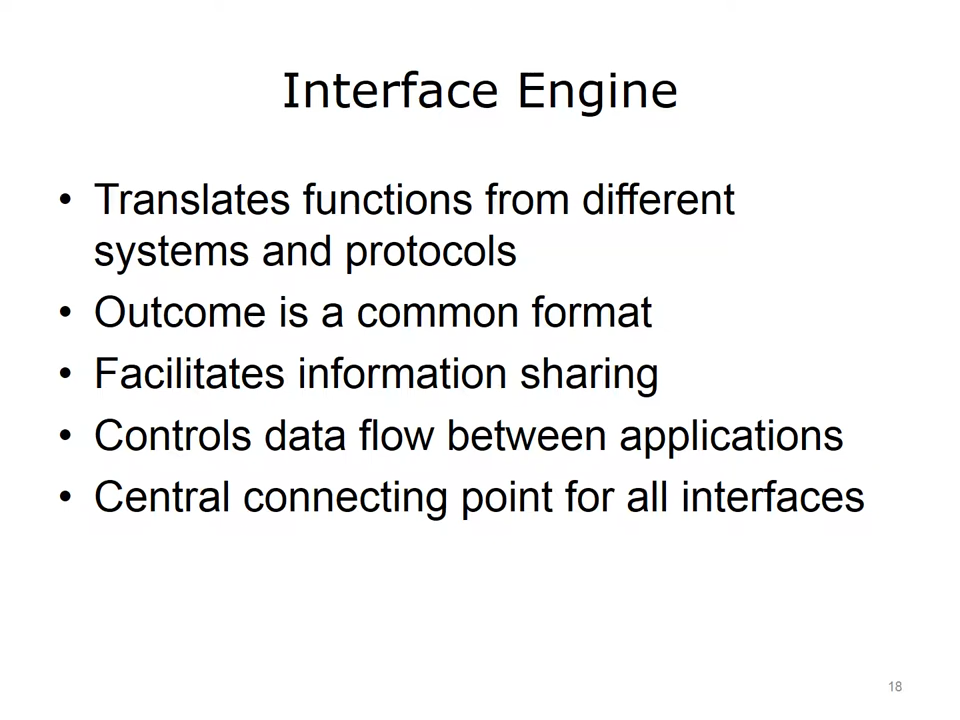 Interface Engine
• Translates functions from different
systems and protocols
• Outcome is a common format
• Facilitates information sharing
• Controls data flow between applications
• Central connecting point for all interfaces
18